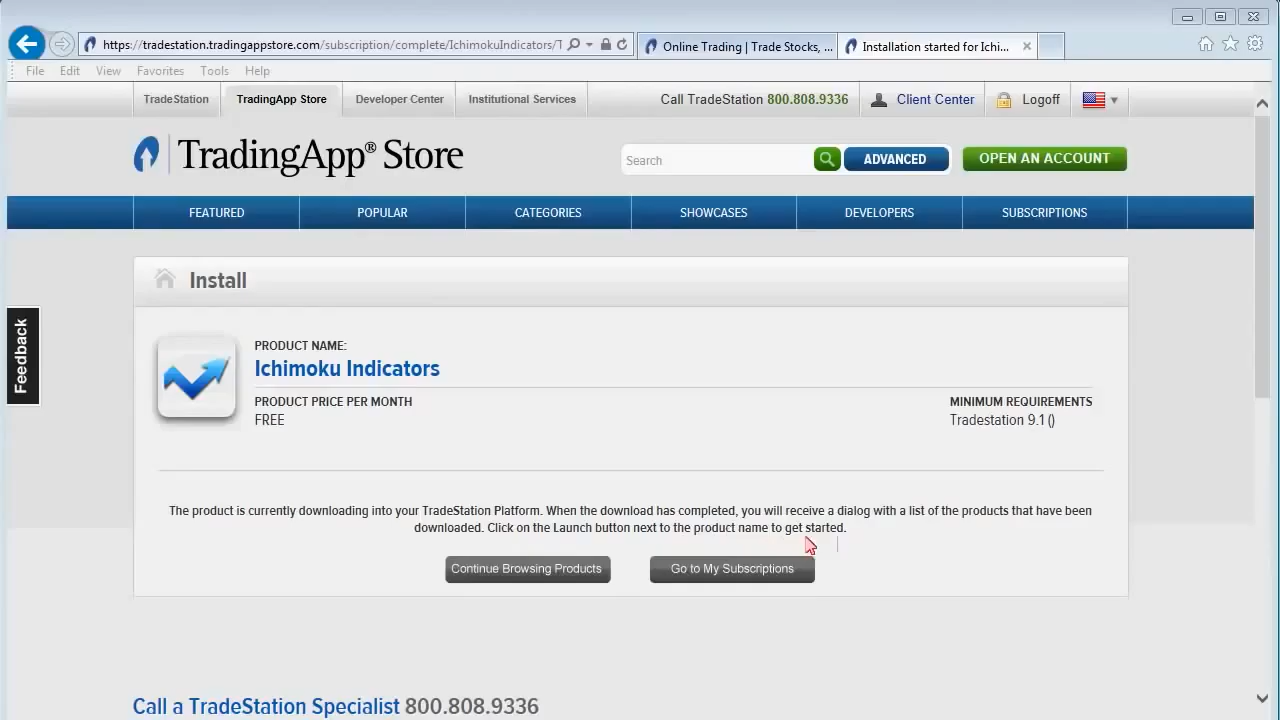 https://tradestation.tradingappstore.com/subscription/complete/IchimokuIndicators/T
Online Trading | Trade Stocks, ...
Installation started for Ichi...
File Edit View Favorites Tools Help
TradeStation TradingApp Store Developer Center Institutional Services Call TradeStation 800.808.9336 Client Center Logoff
TradingApp® Store
Search ADVANCED OPEN AN ACCOUNT
FEATURED POPULAR CATEGORIES SHOWCASES DEVELOPERS SUBSCRIPTIONS
Install
Feedback
PRODUCT NAME:
Ichimoku Indicators
PRODUCT PRICE PER MONTH MINIMUM REQUIREMENTS
FREE Tradestation 9.1 ()
The product is currently downloading into your TradeStation Platform. When the download has completed, you will receive a dialog with a list of the products that have been
downloaded. Click on the Launch button next to the product name to get started.
Continue Browsing Products Go to My Subscriptions
Call a TradeStation Specialist 800.808.9336